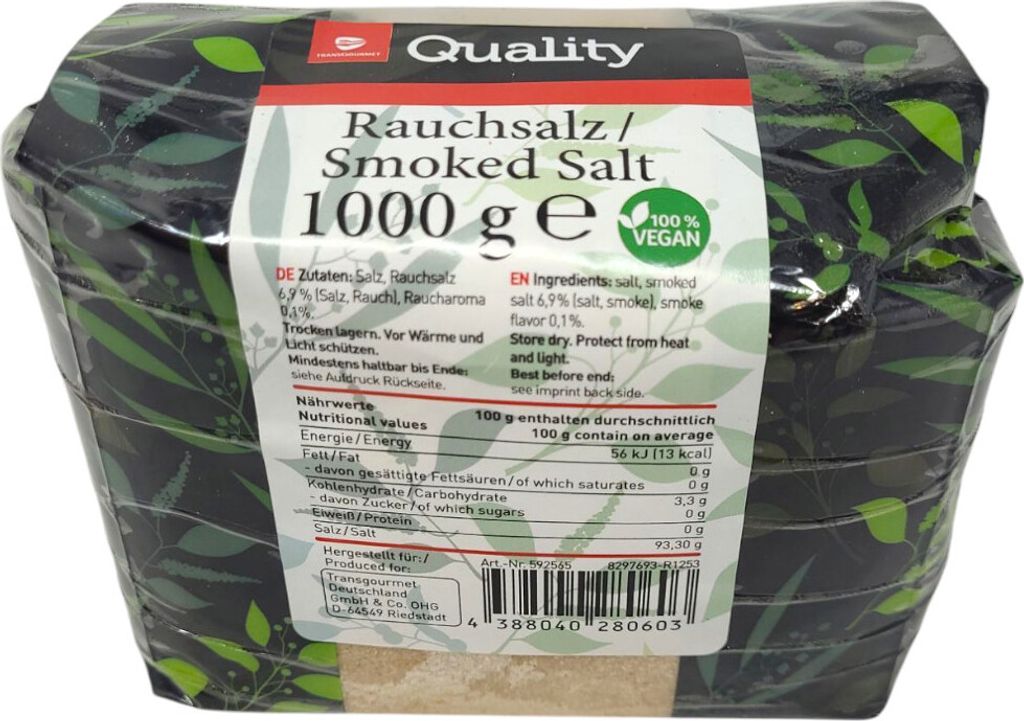 TRANSGOURMET
Quality
Rauchsalz /
Smoked Salt
1000 g e
100 %
VEGAN
DE Zutaten: Salz, Rauchsalz
6,9 % (Salz, Rauch), Raucharoma
0,1%.
Trocken lagern. Vor Wärme und
Licht schützen.
Mindestens haltbar bis Ende:
siehe Aufdruck Rückseite.
EN Ingredients: salt, smoked
salt 6,9% (salt, smoke), smoke
flavor 0,1%.
Store dry. Protect from heat
and light.
Best before end:
see imprint back side.
Nährwerte 100 g enthalten durchschnittlich
Nutritional values 100 g contain on average
Energie / Energy 56 kJ (13 kcal)
Fett / Fat 0 g
- davon gesättigte Fettsäuren / of which saturates 0 g
Kohlenhydrate / Carbohydrate 3,3 g
- davon Zucker / of which sugars 0 g
Eiweiß / Protein 0 g
Salz / Salt 93,30 g
Hergestellt für: /
Produced for:
Transgourmet
Deutschland
GmbH & Co. OHG
D-64549 Riedstadt
Art.-Nr. 592565 8297693-R1253
4 388040 280603